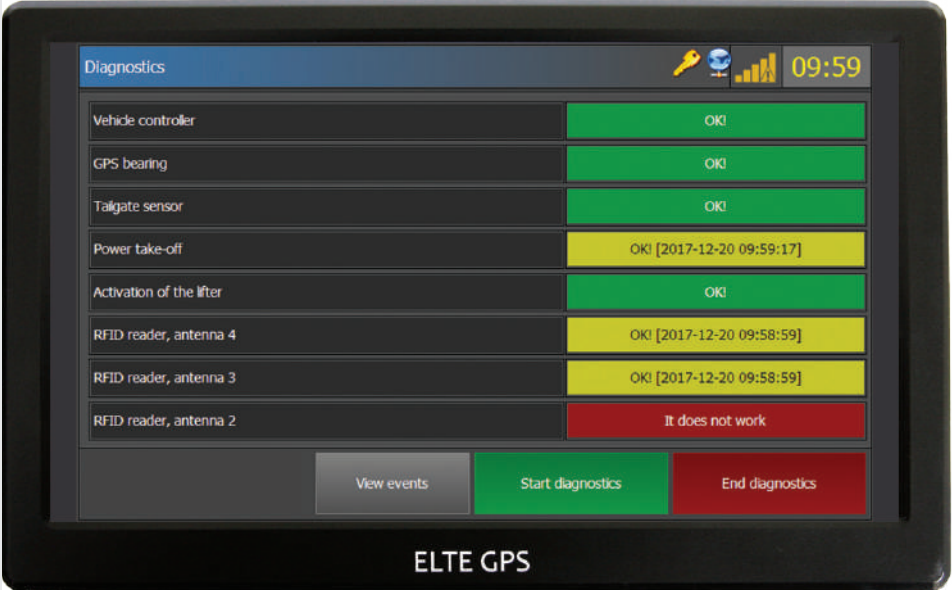 Diagnostics 09:59
Vehicle controller OK!
GPS bearing OK!
Tailgate sensor OK!
Power take-off OK! [2017-12-20 09:59:17]
Activation of the lifter OK!
RFID reader, antenna 4 OK! [2017-12-20 09:58:59]
RFID reader, antenna 3 OK! [2017-12-20 09:58:59]
RFID reader, antenna 2 It does not work
View events Start diagnostics End diagnostics
ELTE GPS